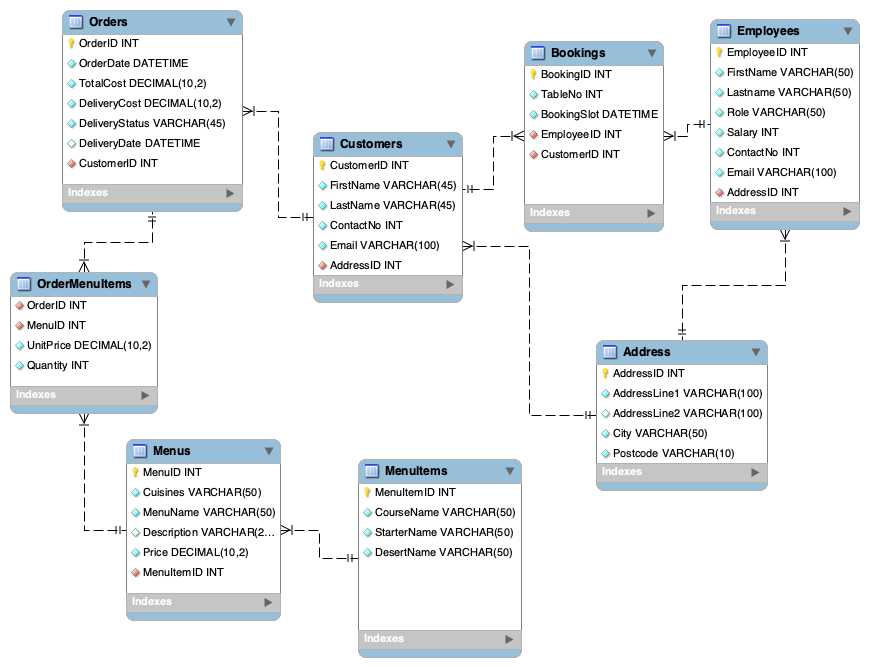 Orders
OrderID INT
OrderDate DATETIME
TotalCost DECIMAL(10,2)
DeliveryCost DECIMAL(10,2)
DeliveryStatus VARCHAR(45)
DeliveryDate DATETIME
CustomerID INT
Indexes
Customers
CustomerID INT
FirstName VARCHAR(45)
LastName VARCHAR(45)
ContactNo INT
Email VARCHAR(100)
AddressID INT
Indexes
Bookings
BookingID INT
TableNo INT
BookingSlot DATETIME
EmployeeID INT
CustomerID INT
Indexes
Employees
EmployeeID INT
FirstName VARCHAR(50)
Lastname VARCHAR(50)
Role VARCHAR(50)
Salary INT
ContactNo INT
Email VARCHAR(100)
AddressID INT
Indexes
OrderMenuItems
OrderID INT
MenuID INT
UnitPrice DECIMAL(10,2)
Quantity INT
Indexes
Address
AddressID INT
AddressLine1 VARCHAR(100)
AddressLine2 VARCHAR(100)
City VARCHAR(50)
Postcode VARCHAR(10)
Indexes
Menus
MenuID INT
Cuisines VARCHAR(50)
MenuName VARCHAR(50)
Description VARCHAR(2...
Price DECIMAL(10,2)
MenuItemID INT
Indexes
MenuItems
MenuItemID INT
CourseName VARCHAR(50)
StarterName VARCHAR(50)
DesertName VARCHAR(50)
Indexes